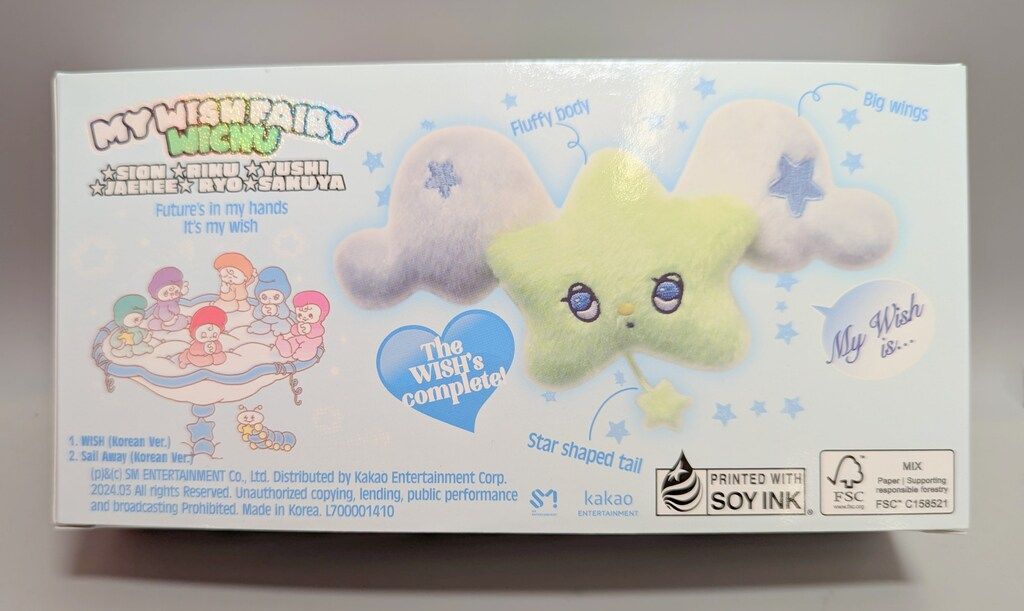 MY WISH FAIRY
WICHU
★SION ★RIKU ★YUSHI
★JAEHEE★ RYO★SAKUYA
Future's in my hands
It's my wish
Fluffy body
Big wings
The
WISH's
complete!
My Wish
is...
Star shaped tail
1. WISH (Korean Ver.)
2. Sail Away (Korean Ver.)
(p)&(c) SM ENTERTAINMENT Co., Ltd. Distributed by Kakao Entertainment Corp.
2024.03 All rights Reserved. Unauthorized copying, lending, public performance
and broadcasting Prohibited. Made in Korea. L700001410
SM
kakao
ENTERTAINMENT
PRINTED WITH
SOY INK®
FSC
www.fsc.org
MIX
Paper | Supporting
responsible forestry
FSC™ C158521